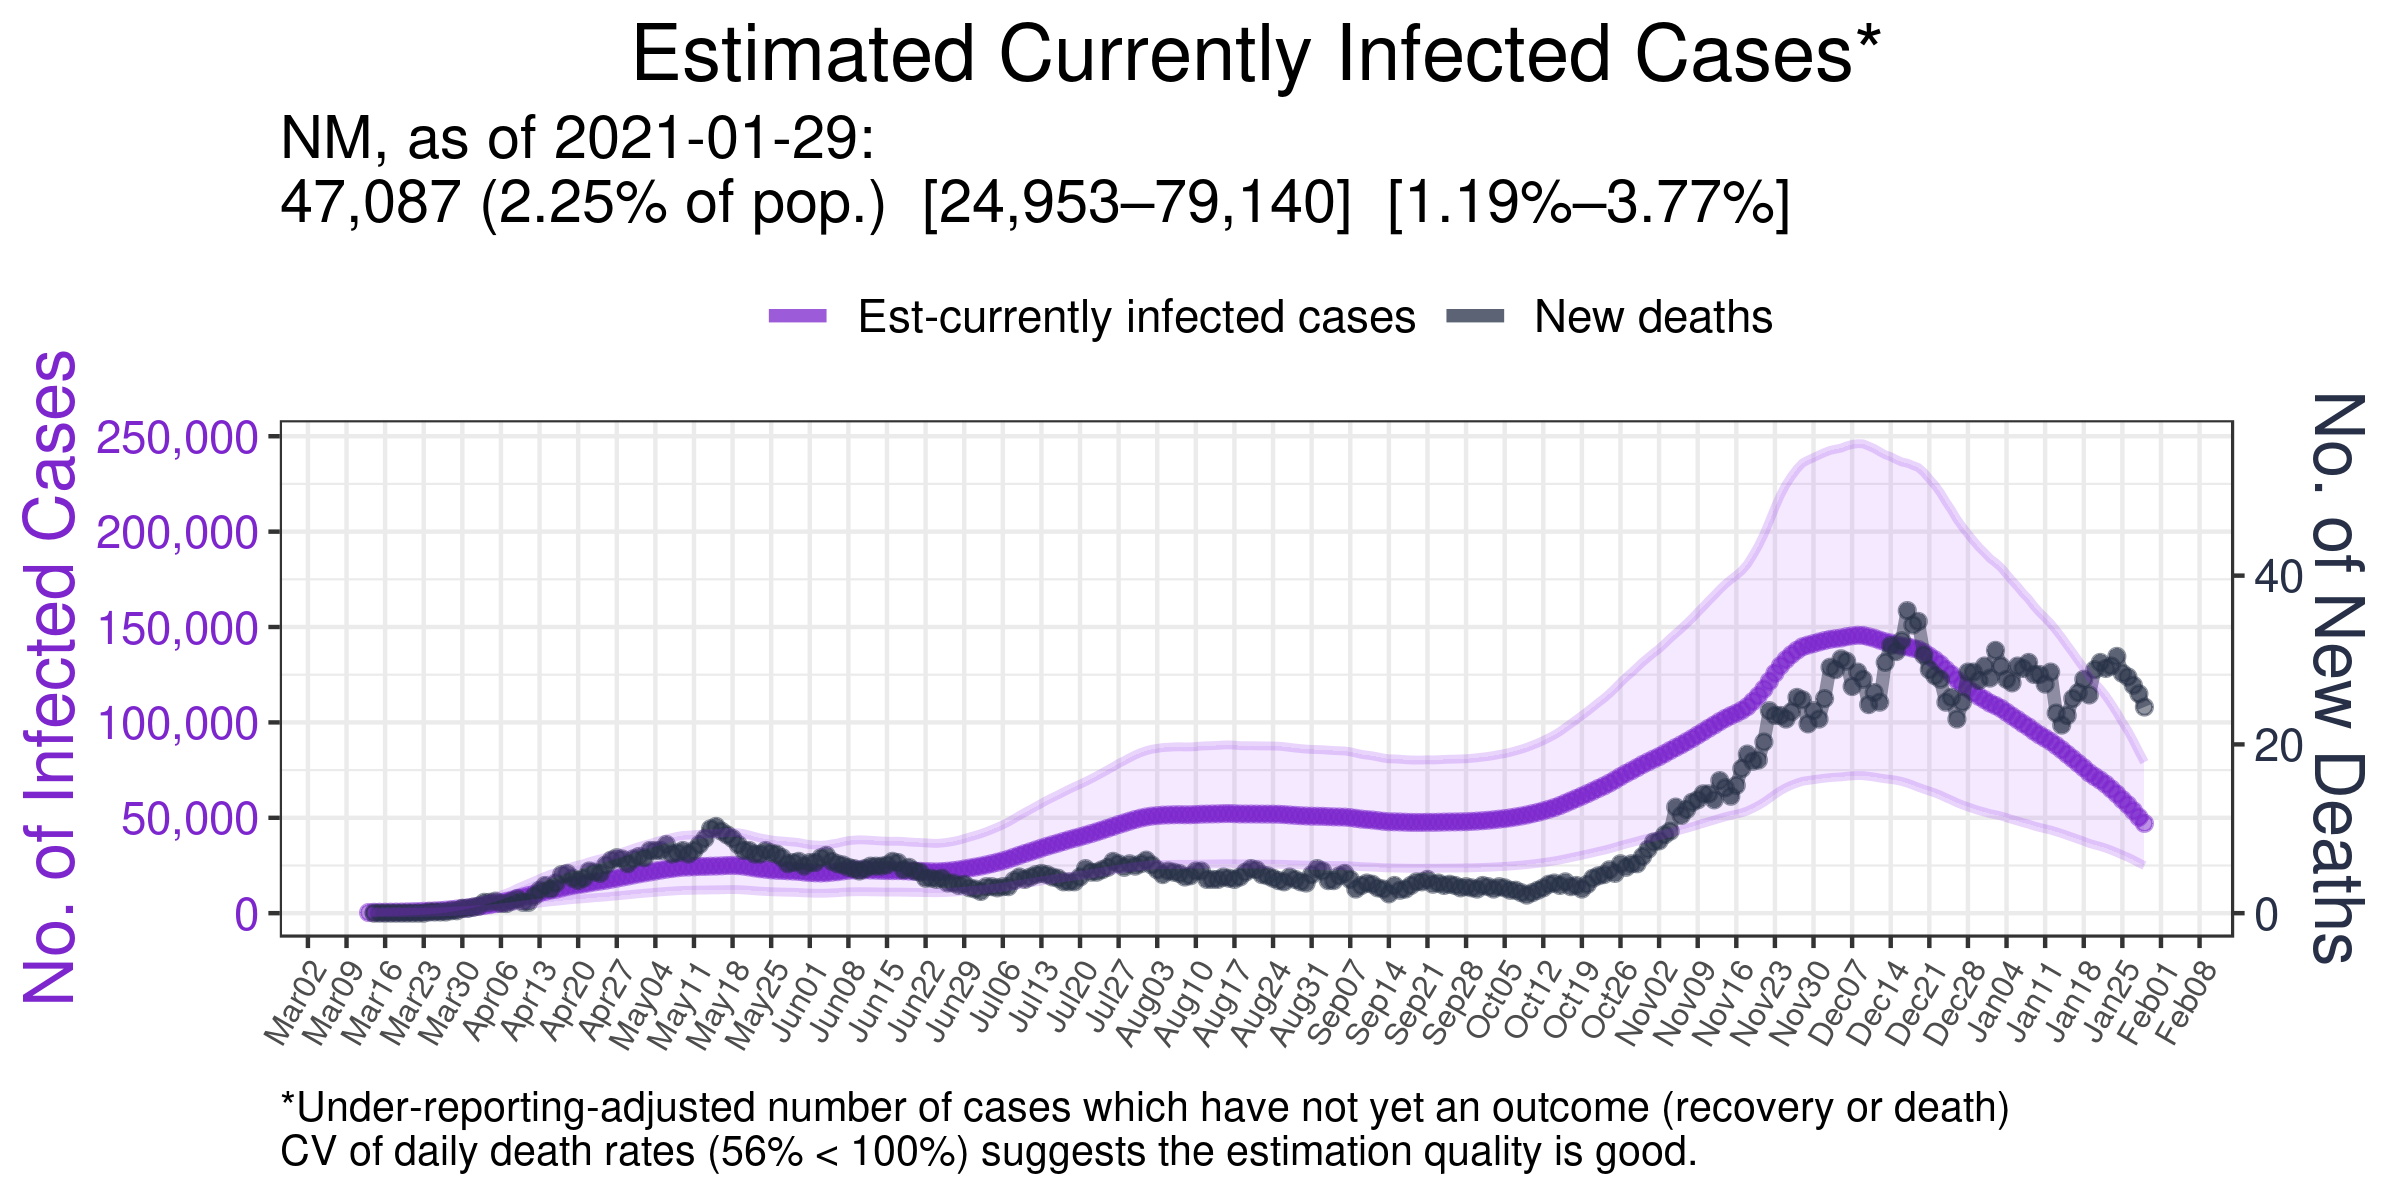 Estimated Currently Infected Cases*
NM, as of 2021-01-29:
47,087 (2.25% of pop.) [24,953–79,140] [1.19%–3.77%]
Est-currently infected cases
New deaths
No. of Infected Cases
250,000
200,000
150,000
100,000
50,000
0
No. of New Deaths
40
20
0
Mar02
Mar09
Mar16
Mar23
Mar30
Apr06
Apr13
Apr20
Apr27
May04
May11
May18
May25
Jun01
Jun08
Jun15
Jun22
Jun29
Jul06
Jul13
Jul20
Jul27
Aug03
Aug10
Aug17
Aug24
Aug31
Sep07
Sep14
Sep21
Sep28
Oct05
Oct12
Oct19
Oct26
Nov02
Nov09
Nov16
Nov23
Nov30
Dec07
Dec14
Dec21
Dec28
Jan04
Jan11
Jan18
Jan25
Feb01
Feb08
*Under-reporting-adjusted number of cases which have not yet an outcome (recovery or death)
CV of daily death rates (56% < 100%) suggests the estimation quality is good.